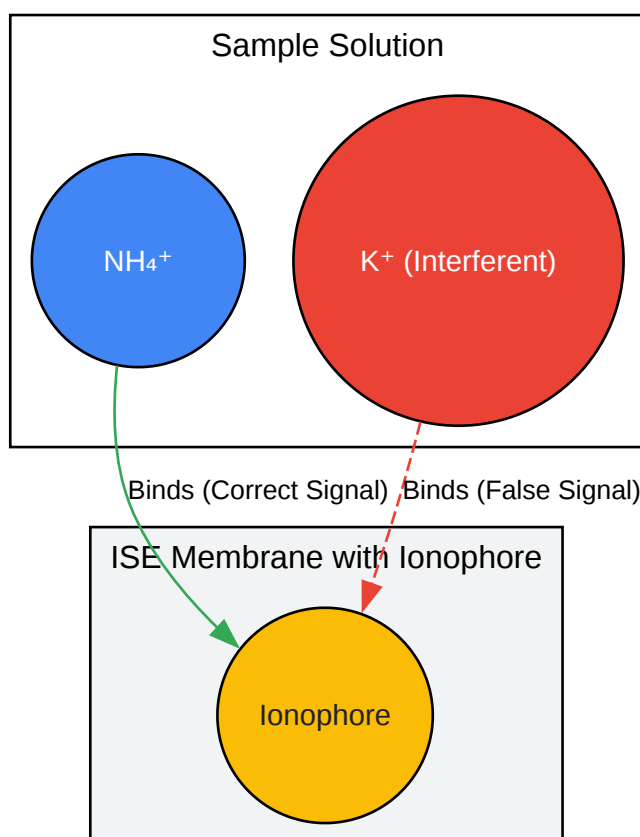 Sample Solution
NH₄⁺
K⁺ (Interferent)
Binds (Correct Signal)
Binds (False Signal)
ISE Membrane with Ionophore
Ionophore